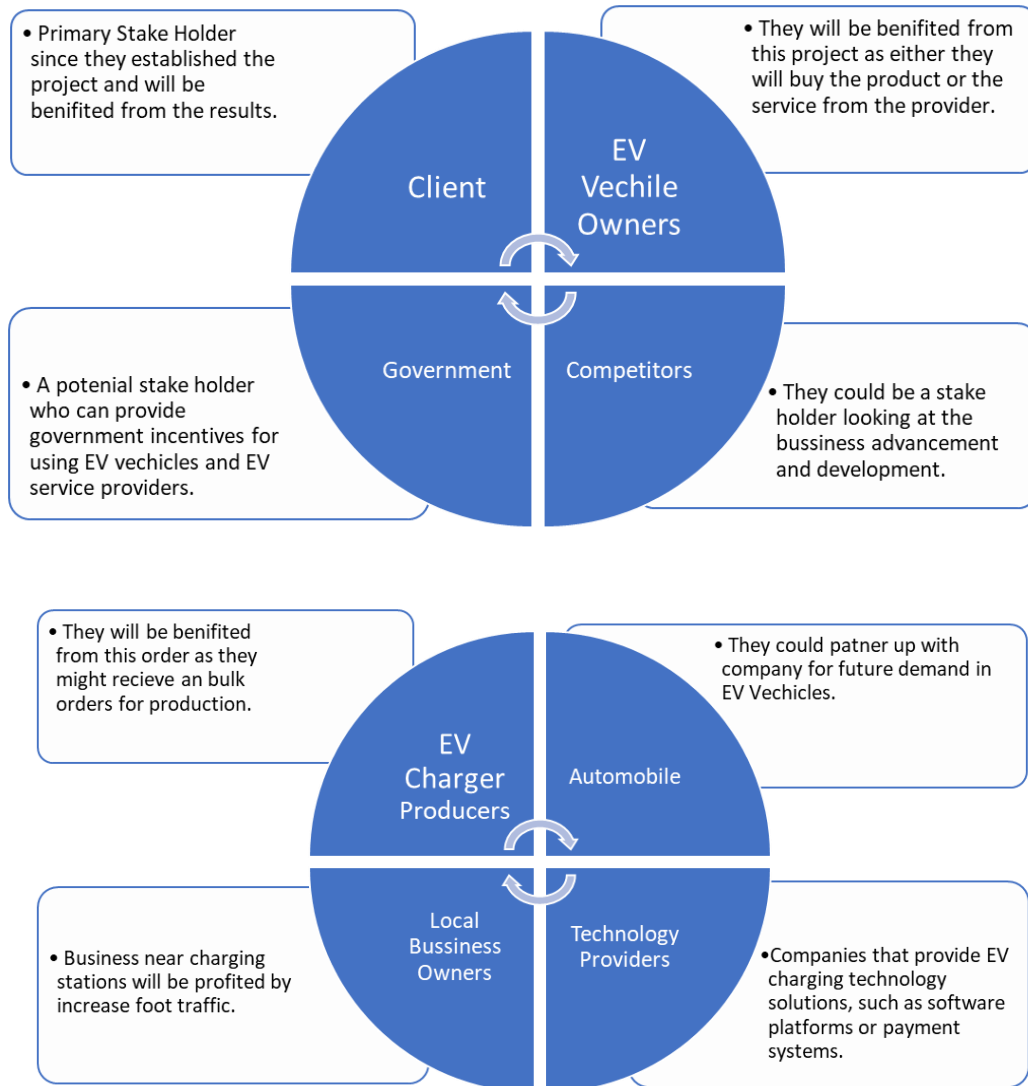 • Primary Stake Holder
since they established the
project and will be
benifited from the results.
• They will be benifited from
this project as either they
will buy the product or the
service from the provider.
Client
EV
Vechile
Owners
Government
Competitors
• A potenial stake holder
who can provide
government incentives for
using EV vechicles and EV
service providers.
• They could be a stake
holder looking at the
bussiness advancement
and development.
• They will be benifited
from this order as they
might recieve an bulk
orders for production.
• They could patner up with
company for future demand in
EV Vechicles.
EV
Charger
Producers
Automobile
Local
Bussiness
Owners
Technology
Providers
• Business near charging
stations will be profited by
increase foot traffic.
•Companies that provide EV
charging technology
solutions, such as software
platforms or payment
systems.